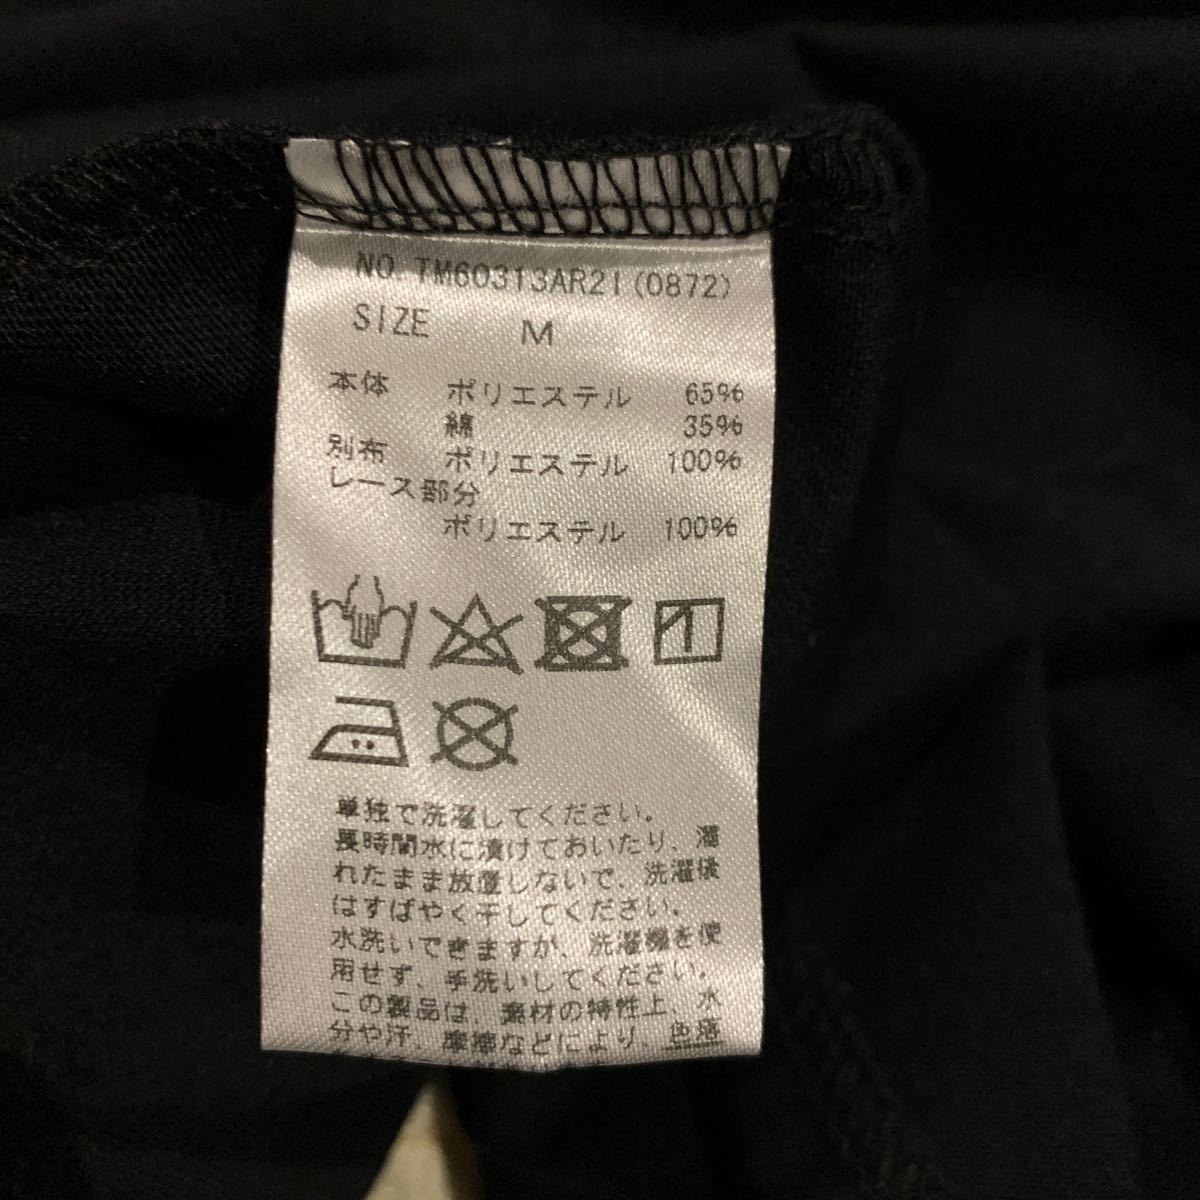 NO.TM60313AR2I(0872)
SIZE M
本体 ポリエステル 65%
綿 35%
別布 ポリエステル 100%
レース部分
ポリエステル 100%
単独で洗濯してください。
長時間水に漬けておいたり、濡
れたまま放置しないで、洗濯後
はすばやく干してください。
水洗いできますが、洗濯機を使
用せず、手洗いしてください。
この製品は、素材の特性上、水
分や汗、摩擦などにより、色落